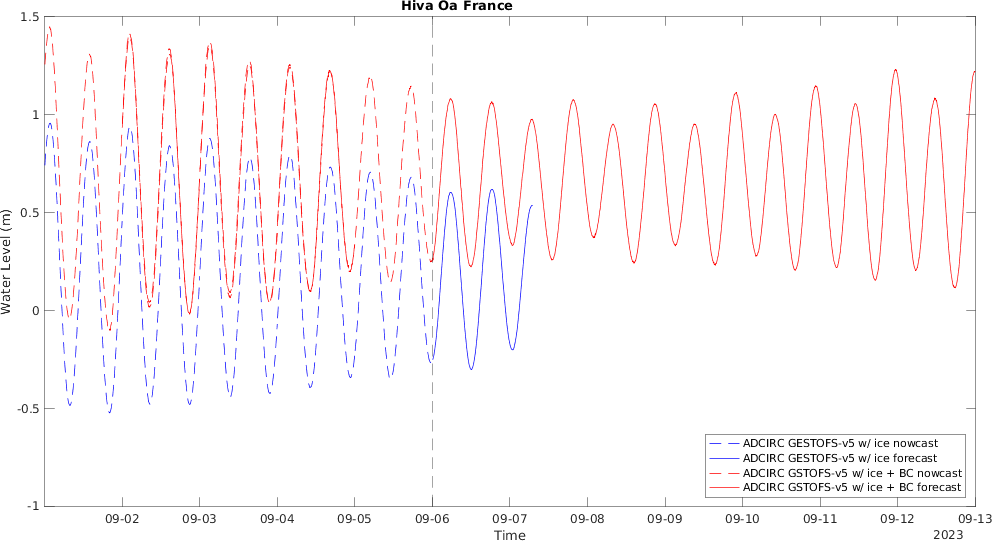 Hiva Oa France
1.5
1
0.5
0
-0.5
-1
Water Level (m)
09-02
09-03
09-04
09-05
09-06
09-07
09-08
09-09
09-10
09-11
09-12
09-13
Time
2023
ADCIRC GESTOFS-v5 w/ ice nowcast
ADCIRC GESTOFS-v5 w/ ice forecast
ADCIRC GSTOFS-v5 w/ ice + BC nowcast
ADCIRC GSTOFS-v5 w/ ice + BC forecast